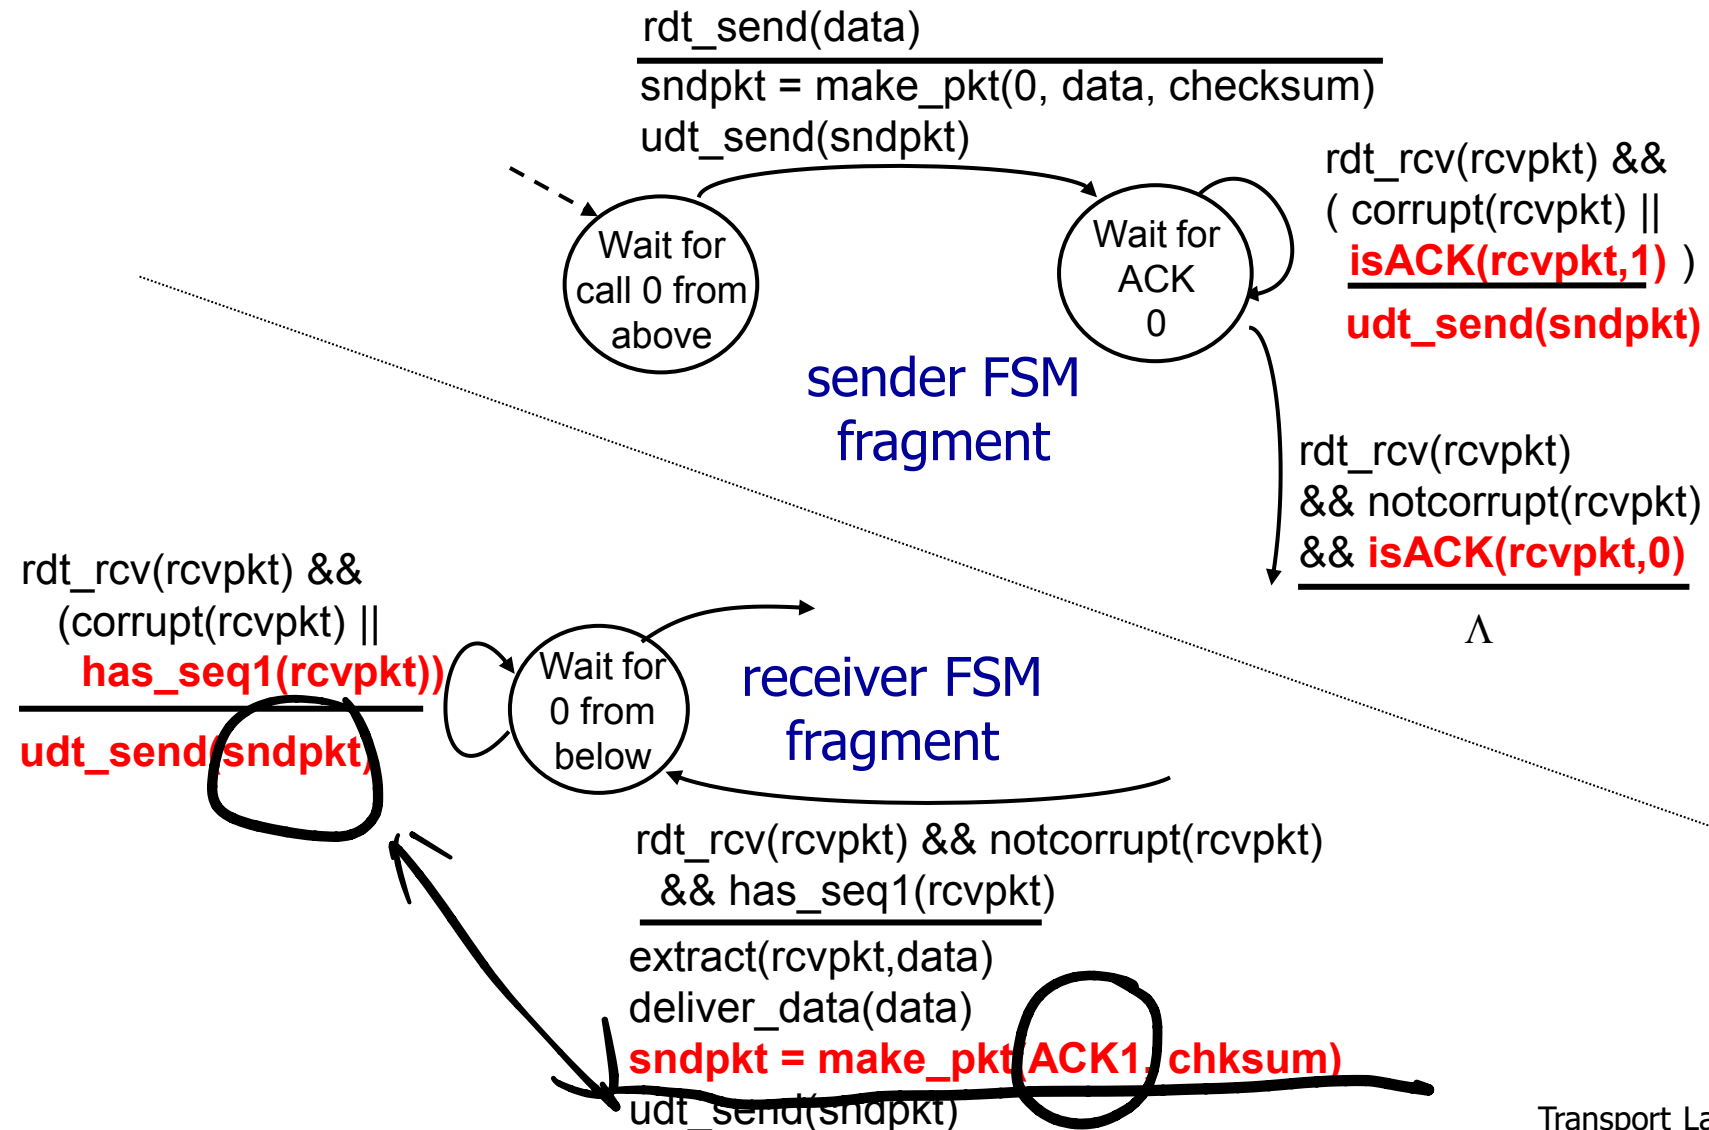 rdt_send(data)
sndpkt = make_pkt(0, data, checksum)
udt_send(sndpkt)
Wait for
call 0 from
above
Wait for
ACK
0
rdt_rcv(rcvpkt) &&
( corrupt(rcvpkt) ||
isACK(rcvpkt,1) )
udt_send(sndpkt)
sender FSM
fragment
rdt_rcv(rcvpkt)
&& notcorrupt(rcvpkt)
&& isACK(rcvpkt,0)
Λ
rdt_rcv(rcvpkt) &&
(corrupt(rcvpkt) ||
has_seq1(rcvpkt))
udt_send(sndpkt)
Wait for
0 from
below
receiver FSM
fragment
rdt_rcv(rcvpkt) && notcorrupt(rcvpkt)
&& has_seq1(rcvpkt)
extract(rcvpkt,data)
deliver_data(data)
sndpkt = make_pkt(ACK1, chksum)
udt_send(sndpkt)
Transport La